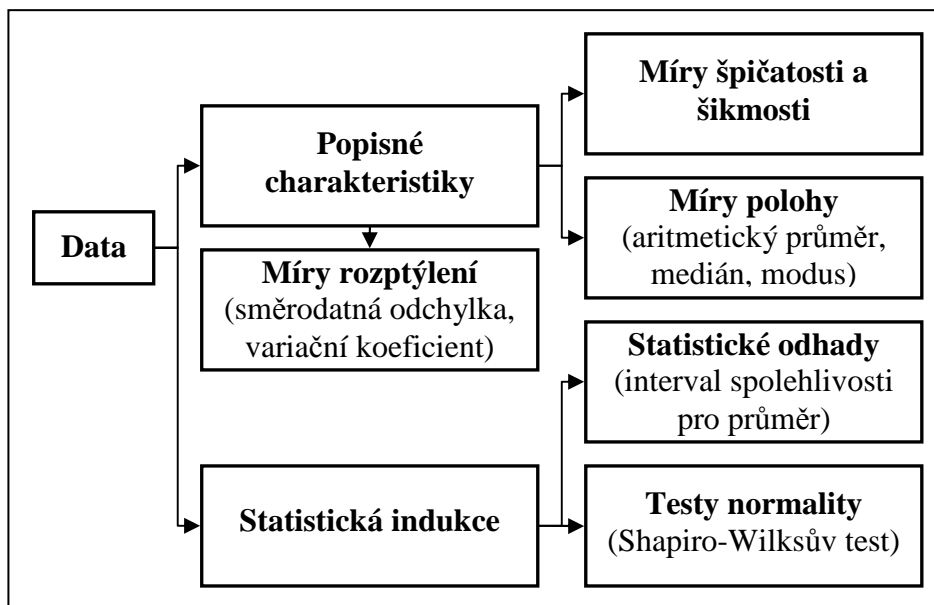 Data
Popisné
charakteristiky
Míry rozptýlení
(směrodatná odchylka,
variační koeficient)
Statistická indukce
Míry špičatosti a
šikmosti
Míry polohy
(aritmetický průměr,
medián, modus)
Statistické odhady
(interval spolehlivosti
pro průměr)
Testy normality
(Shapiro-Wilksův test)